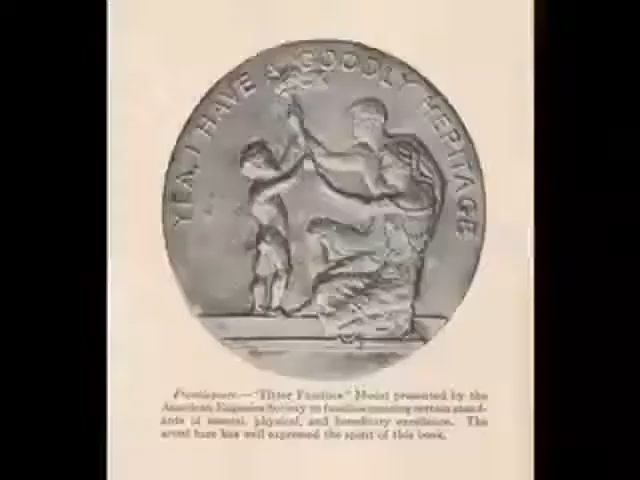 YEA, I HAVE A GOODLY HERITAGE
Frontispiece.—"Fitter Families" Medal presented by the
American Eugenics Society to families meeting certain stand-
ards of mental, physical, and hereditary excellence. The
artist here has well expressed the spirit of this book.